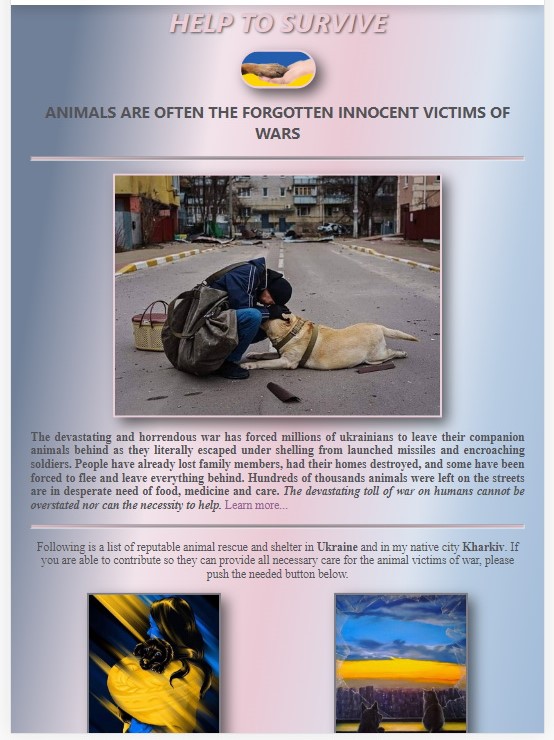 HELP TO SURVIVE
ANIMALS ARE OFTEN THE FORGOTTEN INNOCENT VICTIMS OF
WARS
The devastating and horrendous war has forced millions of ukrainians to leave their companion
animals behind as they literally escaped under shelling from launched missiles and encroaching
soldiers. People have already lost family members, had their homes destroyed, and some have been
forced to flee and leave everything behind. Hundreds of thousands animals were left on the streets
are in desperate need of food, medicine and care. The devastating toll of war on humans cannot be
overstated nor can the necessity to help. Learn more...
Following is a list of reputable animal rescue and shelter in Ukraine and in my native city Kharkiv. If
you are able to contribute so they can provide all necessary care for the animal victims of war, please
push the needed button below.